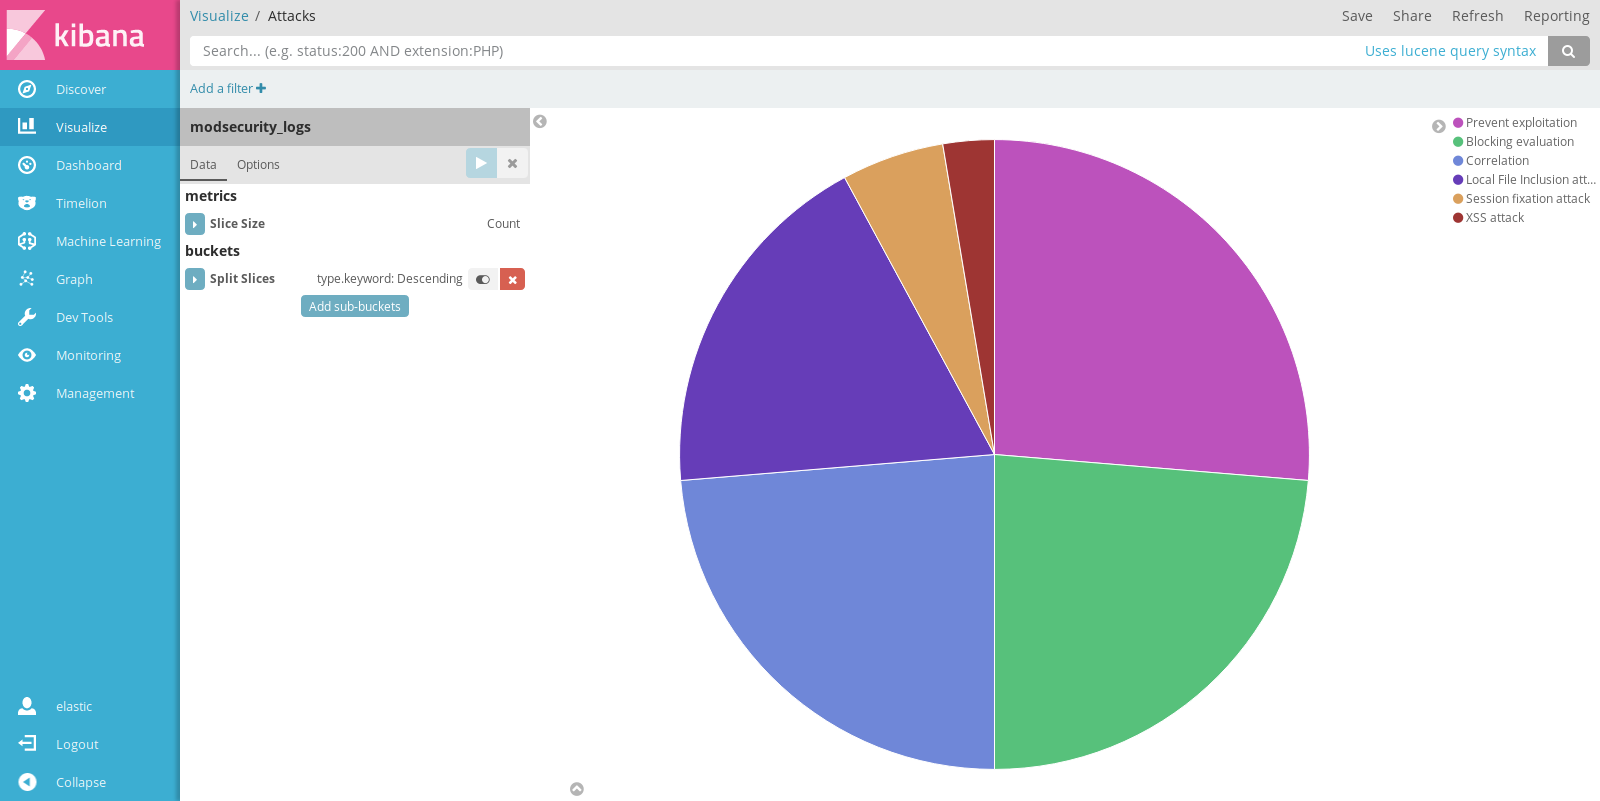 kibana
Discover
Visualize
Dashboard
Timelion
Machine Learning
Graph
Dev Tools
Monitoring
Management
elastic
Logout
Collapse
Visualize / Attacks
Save Share Refresh Reporting
Search... (e.g. status:200 AND extension:PHP) Uses lucene query syntax
Add a filter
modsecurity_logs
Data Options
metrics
Slice Size Count
buckets
Split Slices type.keyword: Descending
Add sub-buckets
Prevent exploitation
Blocking evaluation
Correlation
Local File Inclusion att...
Session fixation attack
XSS attack